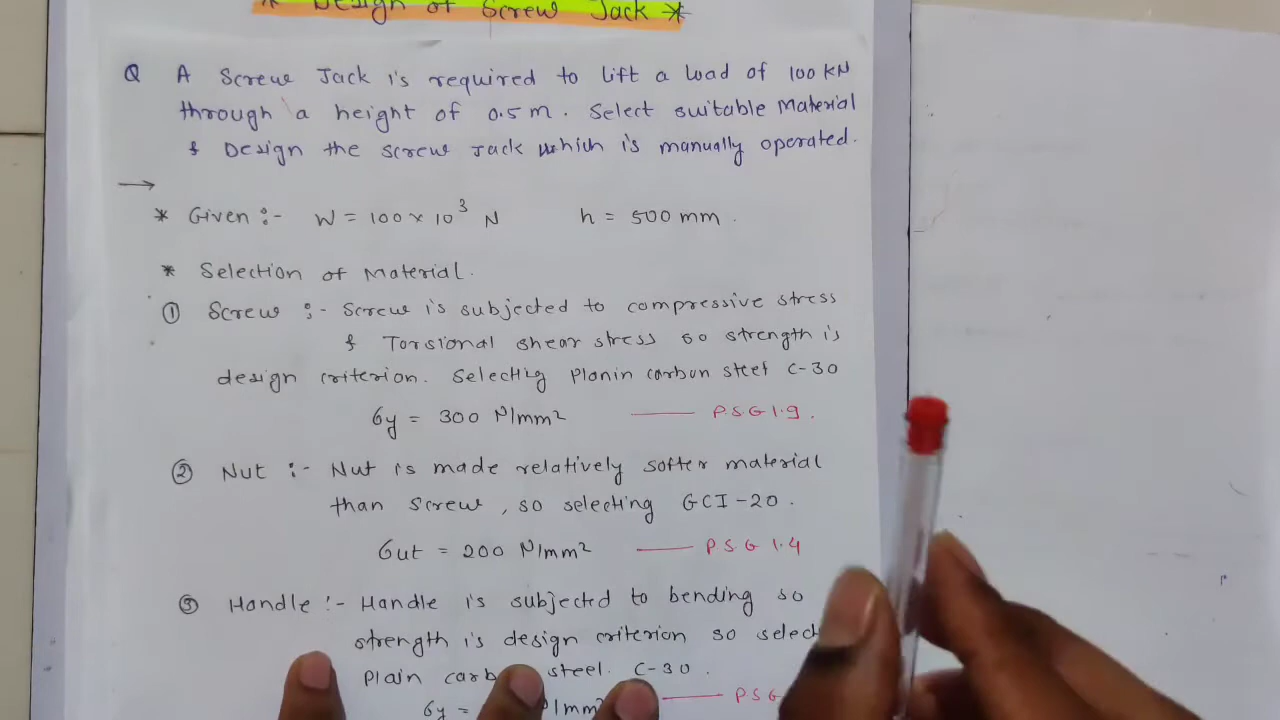 * Design of Screw Jack *
Q A Screw Jack is required to lift a load of 100 KN
through a height of 0.5 m. Select suitable Material
& Design the screw Jack which is manually operated.
→
* Given :- W = 100 × 10³ N h = 500 mm.
* Selection of Material.
① Screw :- Screw is subjected to compressive stress
& Torsional shear stress so strength is
design criterion. Selecting Planin carbon steel C-30
σy = 300 N/mm² —— P.S.G 1.9.
② Nut :- Nut is made relatively softer material
than screw, so selecting GCI-20.
σut = 200 N/mm² —— P.S.G 1.4
③ Handle :- Handle is subjected to bending so
strength is design criterion so select
Plain carb steel. C-30.
σy = N/mm² —— PSG